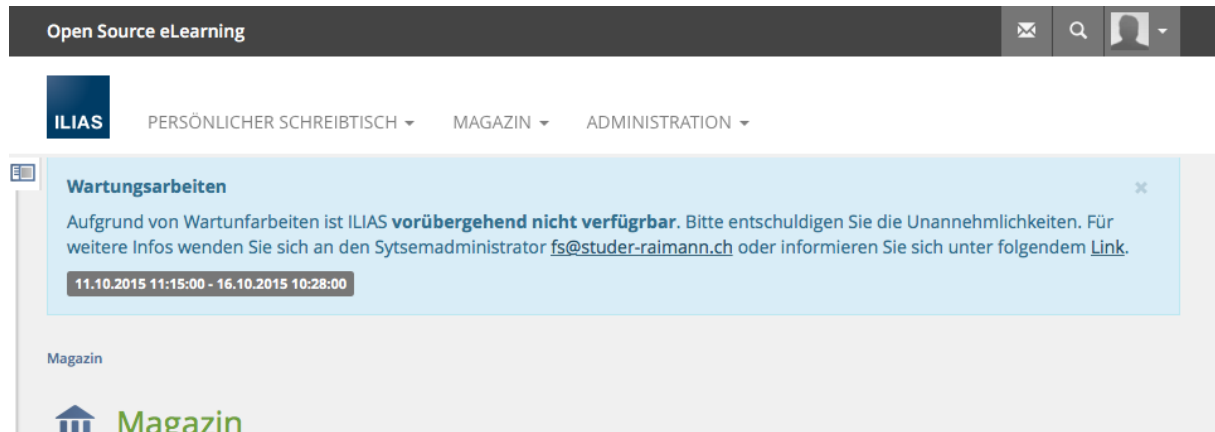 Open Source eLearning
ILIAS PERSÖNLICHER SCHREIBTISCH MAGAZIN ADMINISTRATION
Wartungsarbeiten
Aufgrund von Wartunfarbeiten ist ILIAS vorübergehend nicht verfügrbar. Bitte entschuldigen Sie die Unannehmlichkeiten. Für
weitere Infos wenden Sie sich an den Sytsemadministrator fs@studer-raimann.ch oder informieren Sie sich unter folgendem Link.
11.10.2015 11:15:00 - 16.10.2015 10:28:00
Magazin
Magazin